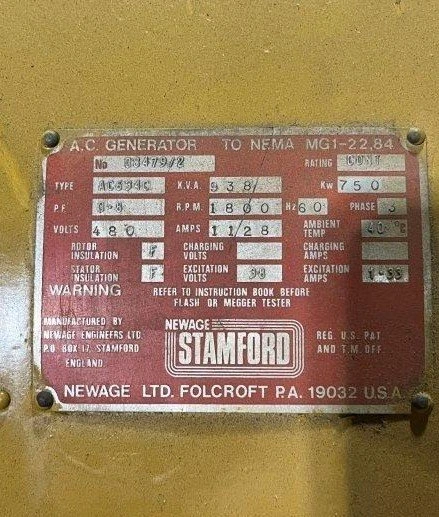 A.C. GENERATOR TO NEMA MG1-22,84
No RATING CONT
TYPE K.V.A. 938 KW 750
P.F. 0·8 R.P.M. 1800 Hz 60 PHASE 3
VOLTS 480 AMPS 1128 AMBIENT TEMP 40 °C
ROTOR INSULATION F CHARGING VOLTS CHARGING AMPS
STATOR INSULATION F EXCITATION VOLTS EXCITATION AMPS
WARNING REFER TO INSTRUCTION BOOK BEFORE
FLASH OR MEGGER TESTER
MANUFACTURED BY
NEWAGE ENGINEERS LTD
P.O. BOX 17, STAMFORD
ENGLAND.
NEWAGE
STAMFORD
REG. U.S. PAT
AND T.M. OFF.
NEWAGE LTD. FOLCROFT P.A. 19032 U.S.A.